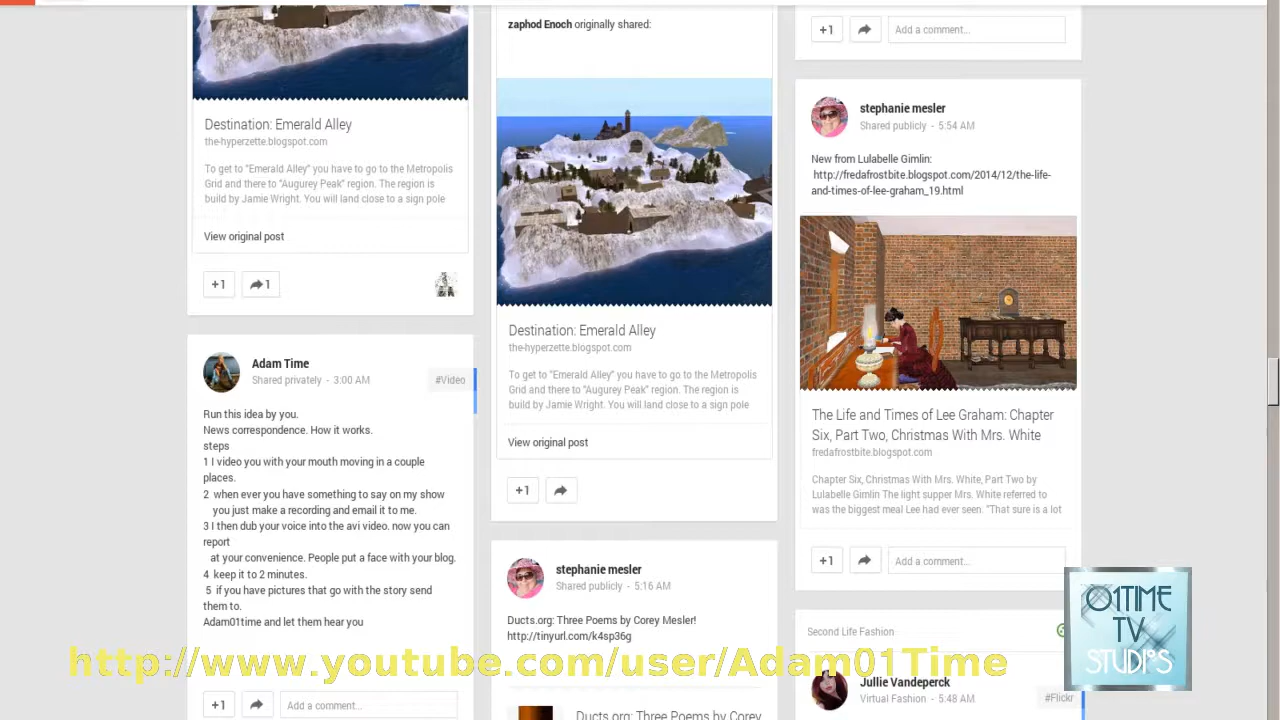 Destination: Emerald Alley
the-hyperzette.blogspot.com
To get to "Emerald Alley" you have to go to the Metropolis
Grid and there to "Augurey Peak" region. The region is
build by Jamie Wright. You will land close to a sign pole
View original post
+1
1
Adam Time
Shared privately - 3:00 AM
#Video
Run this idea by you.
News correspondence. How it works.
steps
1 I video you with your mouth moving in a couple
places.
2 when ever you have something to say on my show
you just make a recording and email it to me.
3 I then dub your voice into the avi video. now you can
report
at your convenience. People put a face with your blog.
4 keep it to 2 minutes.
5 if you have pictures that go with the story send
them to.
Adam01time and let them hear you
+1
Add a comment...
zaphod Enoch originally shared:
Destination: Emerald Alley
the-hyperzette.blogspot.com
To get to "Emerald Alley" you have to go to the Metropolis
Grid and there to "Augurey Peak" region. The region is
build by Jamie Wright. You will land close to a sign pole
View original post
+1
stephanie mesler
Shared publicly - 5:16 AM
Ducts.org: Three Poems by Corey Mesler!
http://tinyurl.com/k4sp36g
Ducts.org: Three Poems by Corey
+1
Add a comment...
stephanie mesler
Shared publicly - 5:54 AM
New from Lulabelle Gimlin:
http://fredafrostbite.blogspot.com/2014/12/the-life-
and-times-of-lee-graham_19.html
The Life and Times of Lee Graham: Chapter
Six, Part Two, Christmas With Mrs. White
fredafrostbite.blogspot.com
Chapter Six, Christmas With Mrs. White, Part Two by
Lulabelle Gimlin The light supper Mrs. White referred to
was the biggest meal Lee had ever seen. "That sure is a lot
+1
Add a comment...
Second Life Fashion
Jullie Vandeperck
Virtual Fashion - 5:48 AM
#Flickr
http://www.youtube.com/user/Adam01Time
01TIME
TV
STUDI'S